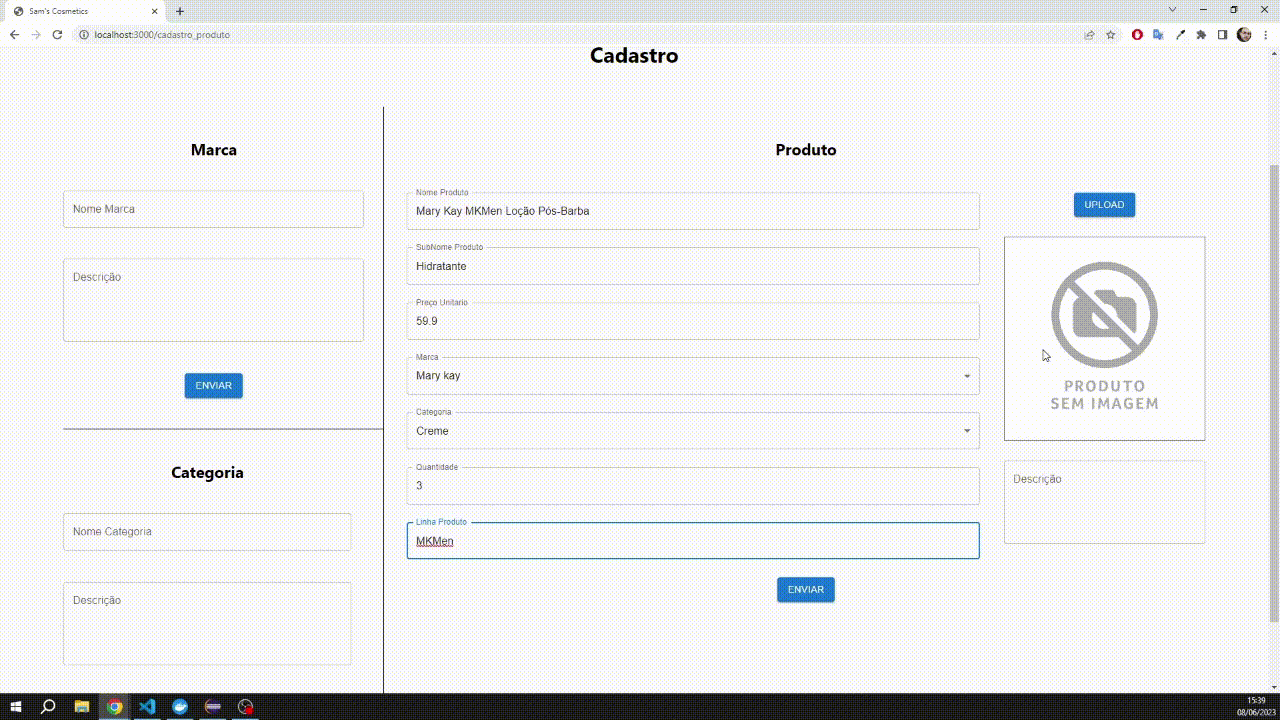 Sam's Cosmetics
localhost:3000/cadastro_produto
Cadastro
Marca
Nome Marca
Descrição
ENVIAR
Categoria
Nome Categoria
Descrição
Produto
Nome Produto
Mary Kay MKMen Loção Pós-Barba
SubNome Produto
Hidratante
Preço Unitario
59.9
Marca
Mary kay
Categoria
Creme
Quantidade
3
Linha Produto
MKMen
ENVIAR
UPLOAD
PRODUTO
SEM IMAGEM
Descrição
15:39
08/06/2023